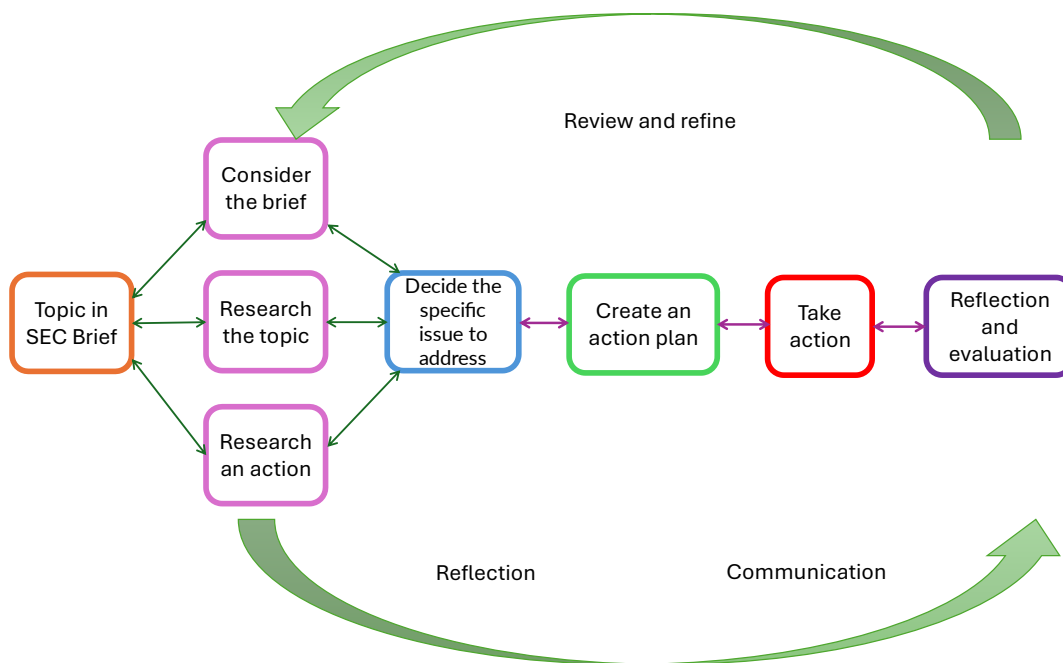 Review and refine
Consider
the brief
Topic in
SEC Brief
Research
the topic
Decide the
specific
issue to
address
Create an
action plan
Take
action
Reflection
and
evaluation
Research
an action
Reflection
Communication